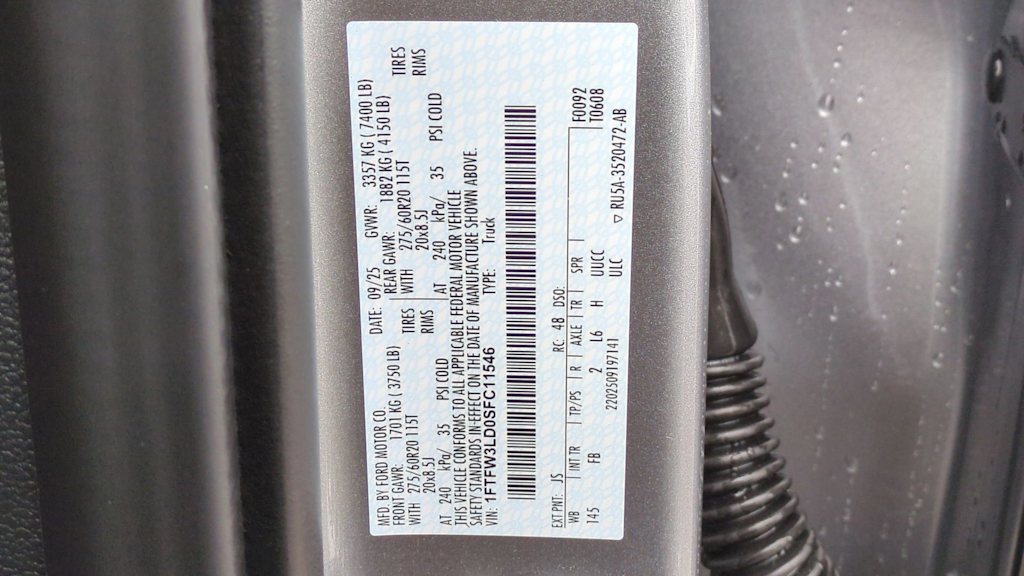 MFD. BY FORD MOTOR CO. DATE: 09/25 GVWR: 3357 KG ( 7400 LB)
FRONT GAWR: 1701 KG ( 3750 LB) REAR GAWR: 1882 KG ( 4150 LB)
WITH 275/60R20 115T TIRES WITH 275/60R20 115T TIRES
20x8.5J RIMS 20x8.5J RIMS
AT 240 kPa/ 35 PSI COLD AT 240 kPa/ 35 PSI COLD
THIS VEHICLE CONFORMS TO ALL APPLICABLE FEDERAL MOTOR VEHICLE
SAFETY STANDARDS IN EFFECT ON THE DATE OF MANUFACTURE SHOWN ABOVE.
VIN: 1FTFW3LD0SFC11546 TYPE: Truck
EXT PNT: JS RC: 48 DSO: F0092
WB INT TR TP/PS R AXLE TR SPR T0608
145 FB 2 L6 H UUCC
2202509197141 ULC ▽ RU5A-3520472-AB